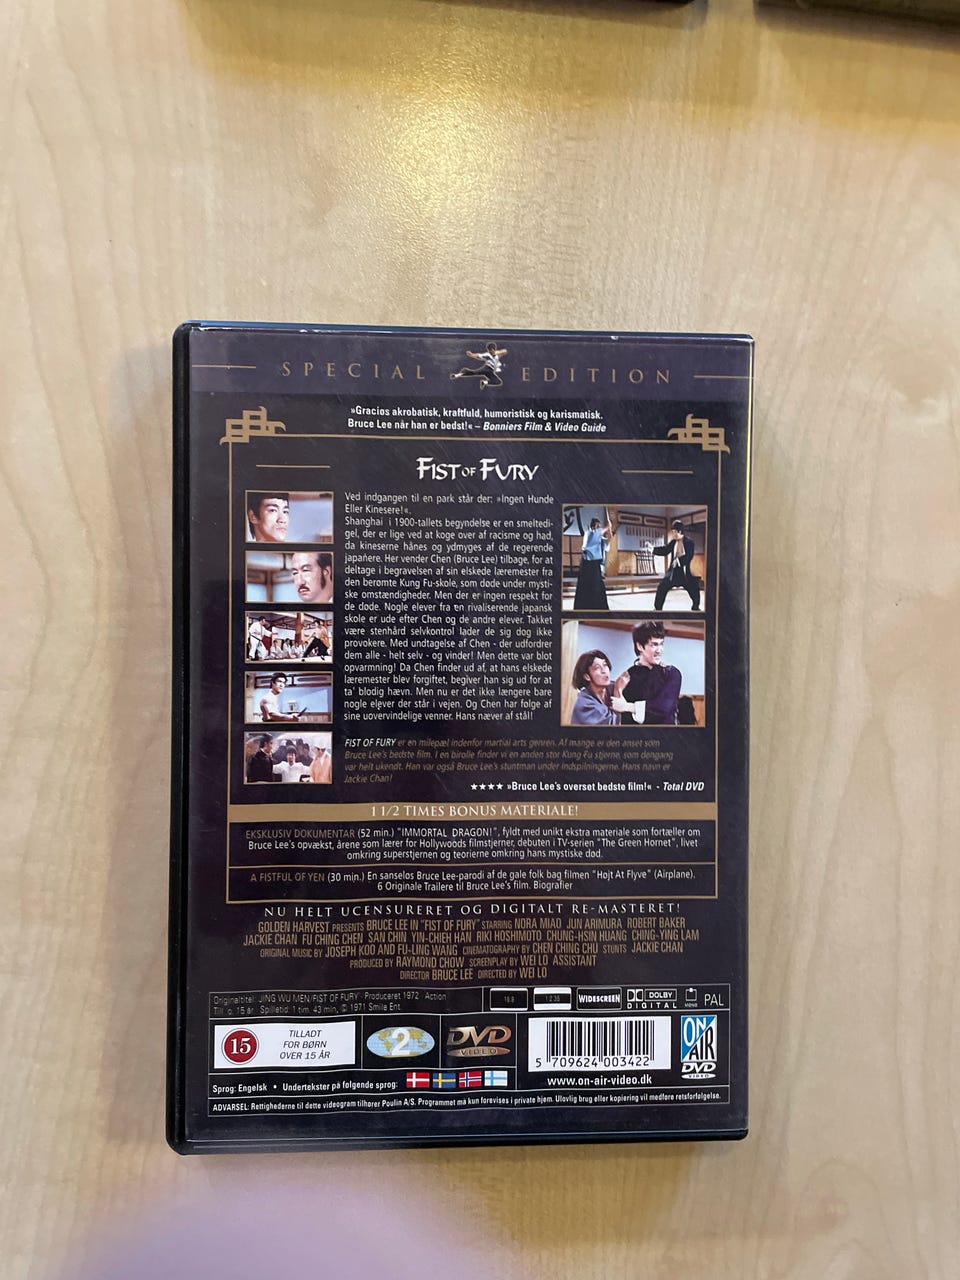 SPECIAL EDITION
»Graciøs akrobatisk, kraftfuld, humoristisk og karismatisk.
Bruce Lee når han er bedst!« – Bonniers Film & Video Guide
FIST OF FURY
Ved indgangen til en park står der: »Ingen Hunde
Eller Kinesere!«.
Shanghai i 1900-tallets begyndelse er en smeltedi-
gel, der er lige ved at koge over af racisme og had,
da kineserne hånes og ydmyges af de regerende
japanere. Her vender Chen (Bruce Lee) tilbage, for at
deltage i begravelsen af sin elskede læremester fra
den berømte Kung Fu-skole, som døde under mysti-
ske omstændigheder. Men der er ingen respekt for
de døde. Nogle elever fra en rivaliserende japansk
skole er ude efter Chen og de andre elever. Takket
være stenhård selvkontrol lader de sig dog ikke
provokere. Med undtagelse af Chen - der udfordrer
dem alle - helt selv - og vinder! Men dette var blot
opvarmning! Da Chen finder ud af, at hans elskede
læremester blev forgiftet, begiver han sig ud for at
ta' blodig hævn. Men nu er det ikke længere bare
nogle elever der står i vejen. Og Chen har følge af
sine uovervindelige venner. Hans næver af stål!
FIST OF FURY er en milepæl indenfor martial arts genren. Af mange er den anset som
Bruce Lee's bedste film. I en birolle finder vi en anden stor Kung Fu stjerne, som dengang
var helt ukendt. Han var også Bruce Lee's stuntman under indspilningerne. Hans navn er
Jackie Chan!
★★★★ »Bruce Lee's overset bedste film!« - Total DVD
1 1/2 TIMES BONUS MATERIALE!
EKSKLUSIV DOKUMENTAR (52 min.) "IMMORTAL DRAGON!", fyldt med unikt ekstra materiale som fortæller om
Bruce Lee's opvækst, årene som lærer for Hollywoods filmstjerner, debuten i TV-serien "The Green Hornet", livet
omkring superstjernen og teorierne omkring hans mystiske død.
A FISTFUL OF YEN (30 min.) En sanseløs Bruce Lee-parodi af de gale folk bag filmen "Højt At Flyve" (Airplane).
6 Originale Trailere til Bruce Lee's film. Biografier
NU HELT UCENSURERET OG DIGITALT RE-MASTERET!
GOLDEN HARVEST PRESENTS BRUCE LEE IN "FIST OF FURY" STARRING NORA MIAO JUN ARIMURA ROBERT BAKER
JACKIE CHAN FU CHING CHEN SAN CHIN YIN-CHIEH HAN RIKI HOSHIMOTO CHUNG-HSIN HUANG CHING-YING LAM
ORIGINAL MUSIC BY JOSEPH KOO AND FU-LING WANG CINEMATOGRAPHY BY CHEN CHING CHU STUNTS JACKIE CHAN
PRODUCED BY RAYMOND CHOW SCREENPLAY BY WEI LO ASSISTANT
DIRECTOR BRUCE LEE DIRECTED BY WEI LO
Originaltitel: JING WU MEN/FIST OF FURY · Produceret 1972 Action
Till. o. 15 år Spilletid: 1 tim. 43 min, © 1971 Smile Ent.
16:9 1:2.35 WIDESCREEN DOLBY DIGITAL MONO PAL
15
TILLADT
FOR BØRN
OVER 15 ÅR
2
DVD
VIDEO
5 709624 003422
www.on-air-video.dk
ON AIR
DVD
VIDEO
Sprog: Engelsk • Undertekster på følgende sprog:
ADVARSEL: Rettighederne til dette videogram tilhører Poulin A/S. Programmet må kun forevises i private hjem. Ulovlig brug eller kopiering vil medføre retsforfølgelse.